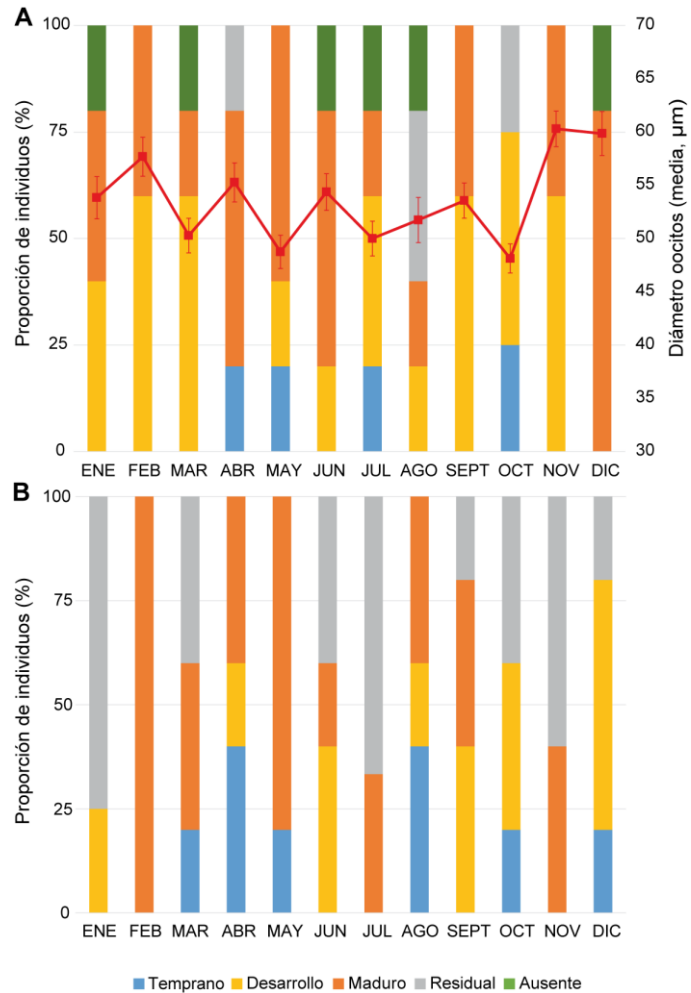 A
Proporción de individuos (%)
100
75
50
25
0
Diámetro oocitos (media, µm)
70
65
60
55
50
45
40
35
30
ENE FEB MAR ABR MAY JUN JUL AGO SEPT OCT NOV DIC
B
Proporción de individuos (%)
100
75
50
25
0
ENE FEB MAR ABR MAY JUN JUL AGO SEPT OCT NOV DIC
Temprano Desarrollo Maduro Residual Ausente